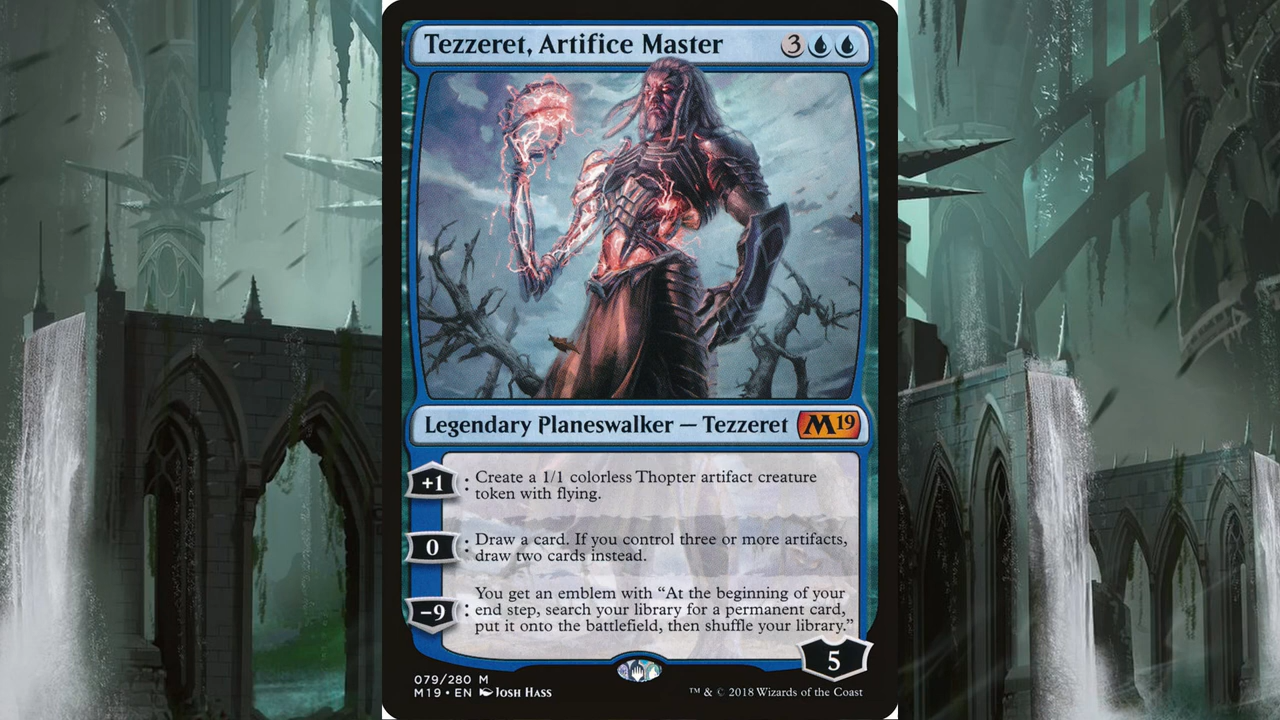 Tezzeret, Artifice Master 3
Legendary Planeswalker — Tezzeret M19
+1 : Create a 1/1 colorless Thopter artifact creature
token with flying.
0 : Draw a card. If you control three or more artifacts,
draw two cards instead.
You get an emblem with “At the beginning of your
−9 : end step, search your library for a permanent card,
put it onto the battlefield, then shuffle your library.”
5
079/280 M
M19 • EN Josh Hass
™ & © 2018 Wizards of the Coast